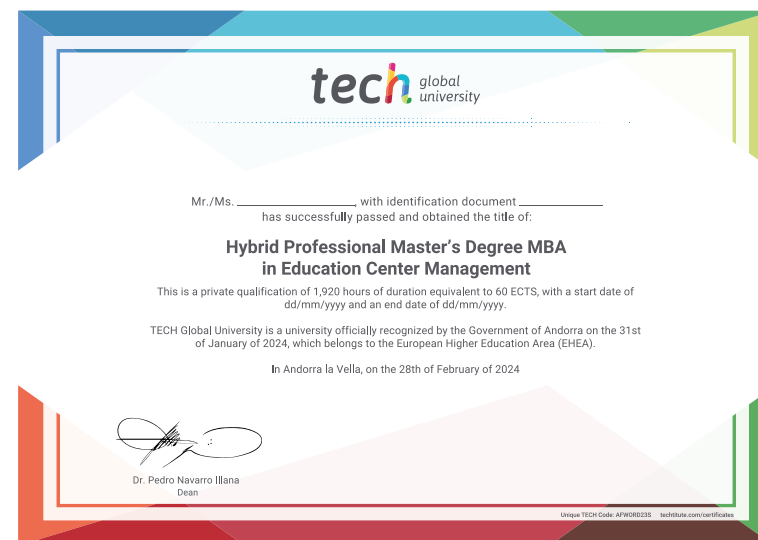 tech global
university
Mr./Ms. ____________________, with identification document ______________
has successfully passed and obtained the title of:
Hybrid Professional Master's Degree MBA
in Education Center Management
This is a private qualification of 1,920 hours of duration equivalent to 60 ECTS, with a start date of
dd/mm/yyyy and an end date of dd/mm/yyyy.
TECH Global University is a university officially recognized by the Government of Andorra on the 31st
of January of 2024, which belongs to the European Higher Education Area (EHEA).
In Andorra la Vella, on the 28th of February of 2024
Dr. Pedro Navarro Illana
Dean
Unique TECH Code: AFWORD23S techtitute.com/certificates